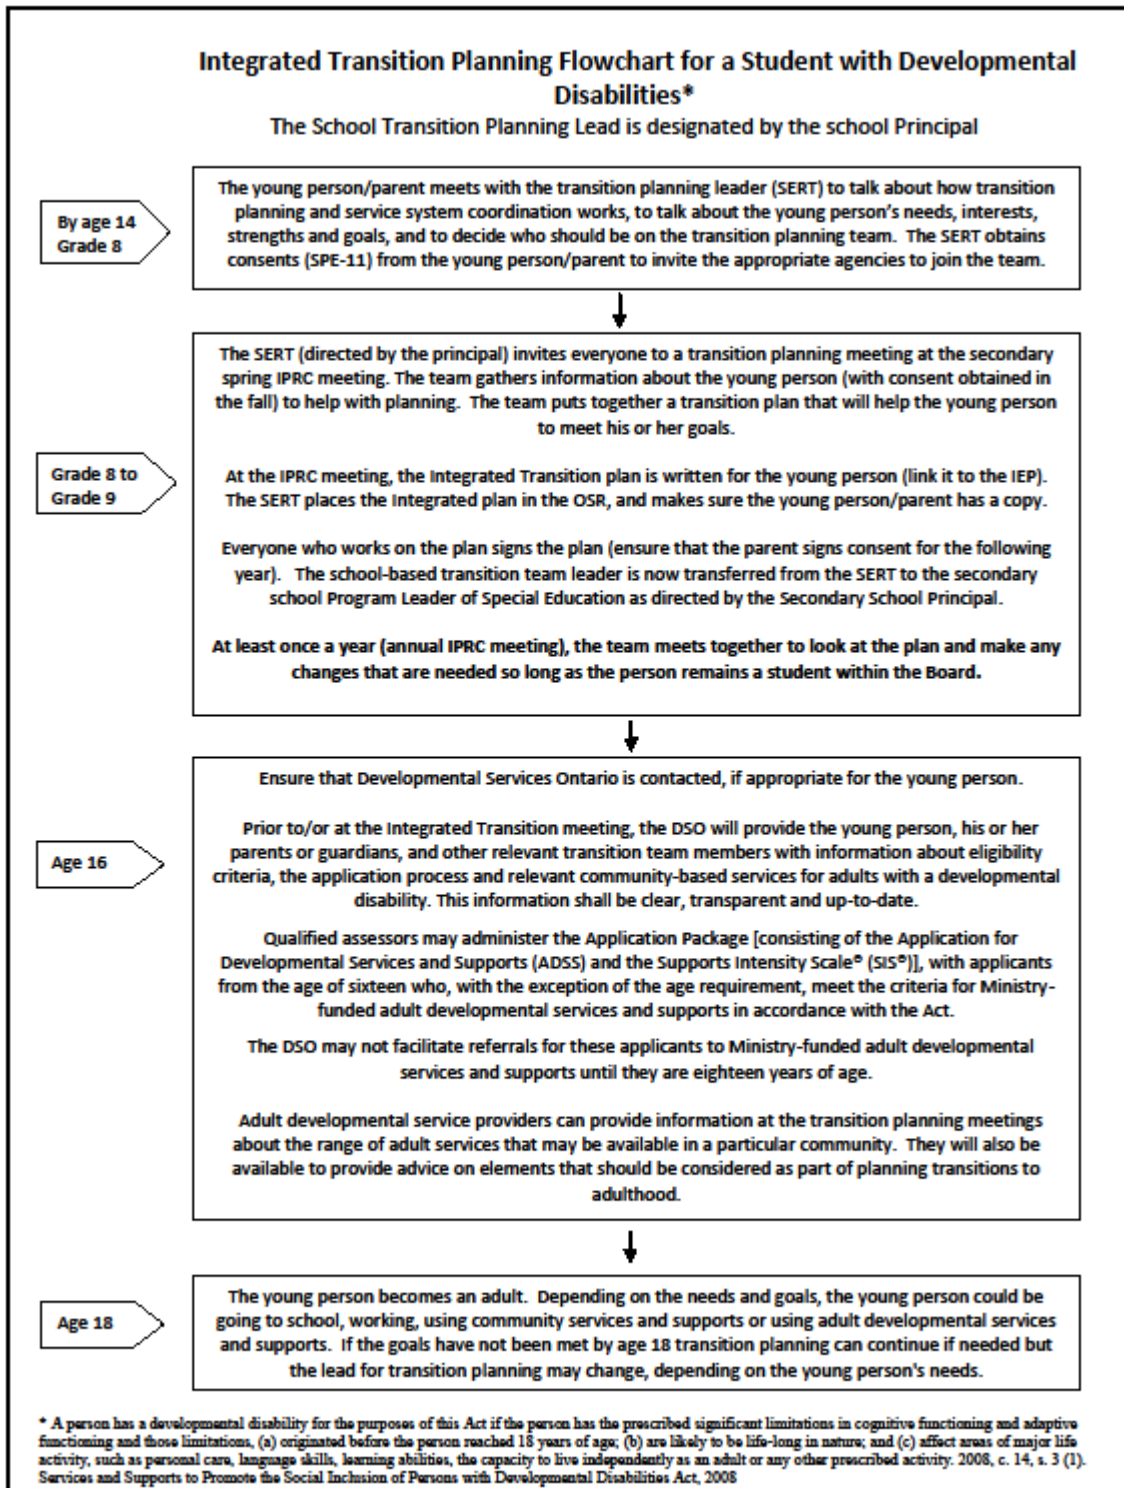 Integrated Transition Planning Flowchart for a Student with Developmental
Disabilities*
The School Transition Planning Lead is designated by the school Principal
By age 14
Grade 8
The young person/parent meets with the transition planning leader (SERT) to talk about how transition
planning and service system coordination works, to talk about the young person's needs, interests,
strengths and goals, and to decide who should be on the transition planning team. The SERT obtains
consents (SPE-11) from the young person/parent to invite the appropriate agencies to join the team.
Grade 8 to
Grade 9
The SERT (directed by the principal) invites everyone to a transition planning meeting at the secondary
spring IPRC meeting. The team gathers information about the young person (with consent obtained in
the fall) to help with planning. The team puts together a transition plan that will help the young person
to meet his or her goals.
At the IPRC meeting, the Integrated Transition plan is written for the young person (link it to the IEP).
The SERT places the Integrated plan in the OSR, and makes sure the young person/parent has a copy.
Everyone who works on the plan signs the plan (ensure that the parent signs consent for the following
year). The school-based transition team leader is now transferred from the SERT to the secondary
school Program Leader of Special Education as directed by the Secondary School Principal.
At least once a year (annual IPRC meeting), the team meets together to look at the plan and make any
changes that are needed so long as the person remains a student within the Board.
Age 16
Ensure that Developmental Services Ontario is contacted, if appropriate for the young person.
Prior to/or at the Integrated Transition meeting, the DSO will provide the young person, his or her
parents or guardians, and other relevant transition team members with information about eligibility
criteria, the application process and relevant community-based services for adults with a developmental
disability. This information shall be clear, transparent and up-to-date.
Qualified assessors may administer the Application Package [consisting of the Application for
Developmental Services and Supports (ADSS) and the Supports Intensity Scale® (SIS®)], with applicants
from the age of sixteen who, with the exception of the age requirement, meet the criteria for Ministry-
funded adult developmental services and supports in accordance with the Act.
The DSO may not facilitate referrals for these applicants to Ministry-funded adult developmental
services and supports until they are eighteen years of age.
Adult developmental service providers can provide information at the transition planning meetings
about the range of adult services that may be available in a particular community. They will also be
available to provide advice on elements that should be considered as part of planning transitions to
adulthood.
Age 18
The young person becomes an adult. Depending on the needs and goals, the young person could be
going to school, working, using community services and supports or using adult developmental services
and supports. If the goals have not been met by age 18 transition planning can continue if needed but
the lead for transition planning may change, depending on the young person's needs.
* A person has a developmental disability for the purposes of this Act if the person has the prescribed significant limitations in cognitive functioning and adaptive
functioning and those limitations, (a) originated before the person reached 18 years of age; (b) are likely to be life-long in nature; and (c) affect areas of major life
activity, such as personal care, language skills, learning abilities, the capacity to live independently as an adult or any other prescribed activity. 2008, c. 14, s. 3 (1).
Services and Supports to Promote the Social Inclusion of Persons with Developmental Disabilities Act, 2008